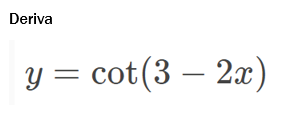 Deriva
y = cot(3 − 2x)